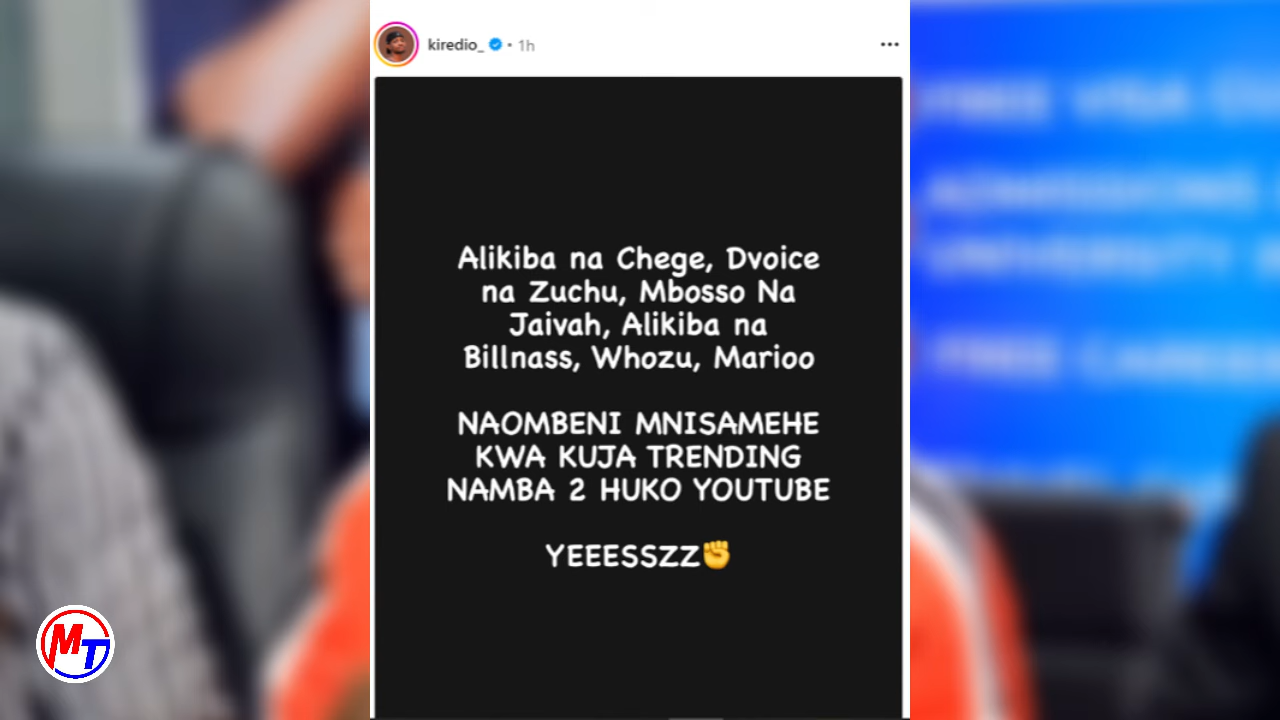 kiredio_ • 1h
Alikiba na Chege, Dvoice
na Zuchu, Mbosso Na
Jaivah, Alikiba na
Billnass, Whozu, Marioo
NAOMBENI MNISAMEHE
KWA KUJA TRENDING
NAMBA 2 HUKO YOUTUBE
YEEESSZZ✊
MT